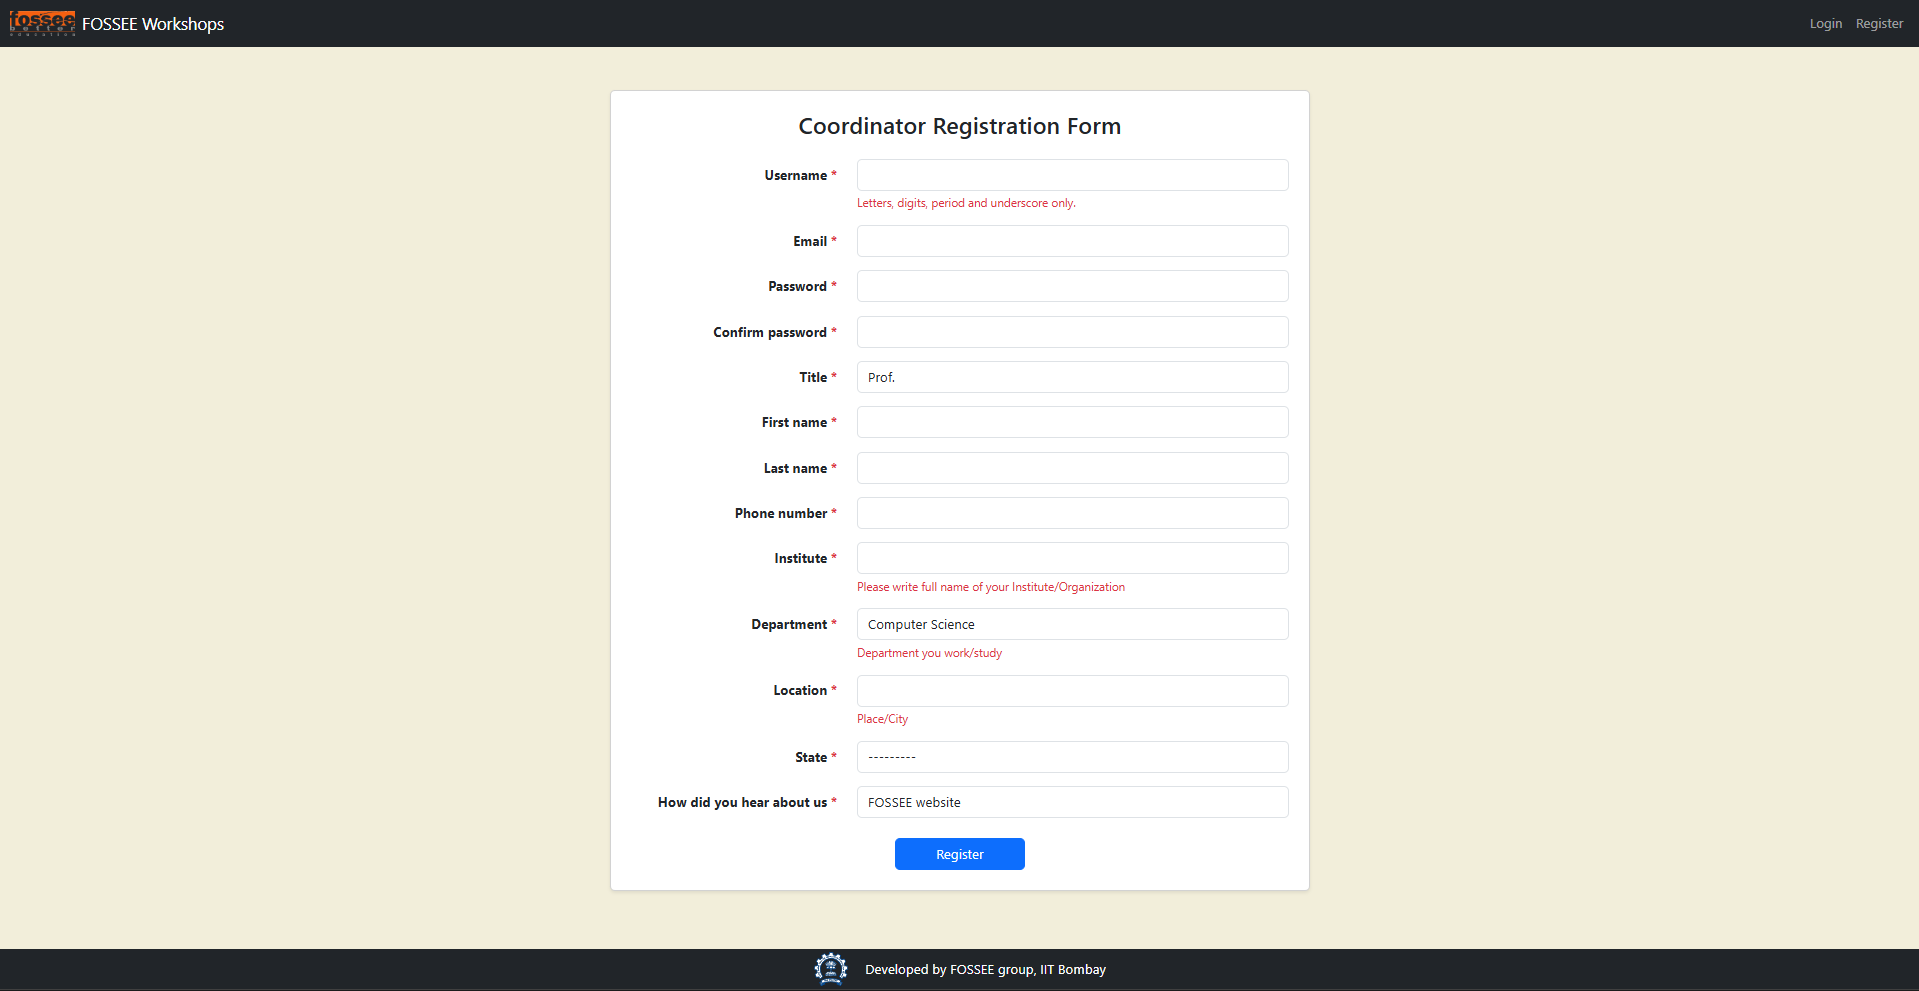 fossee
better
education
FOSSEE Workshops
Login Register
Coordinator Registration Form
Username *
Letters, digits, period and underscore only.
Email *
Password *
Confirm password *
Title * Prof.
First name *
Last name *
Phone number *
Institute *
Please write full name of your Institute/Organization
Department * Computer Science
Department you work/study
Location *
Place/City
State * ---------
How did you hear about us * FOSSEE website
Register
Developed by FOSSEE group, IIT Bombay